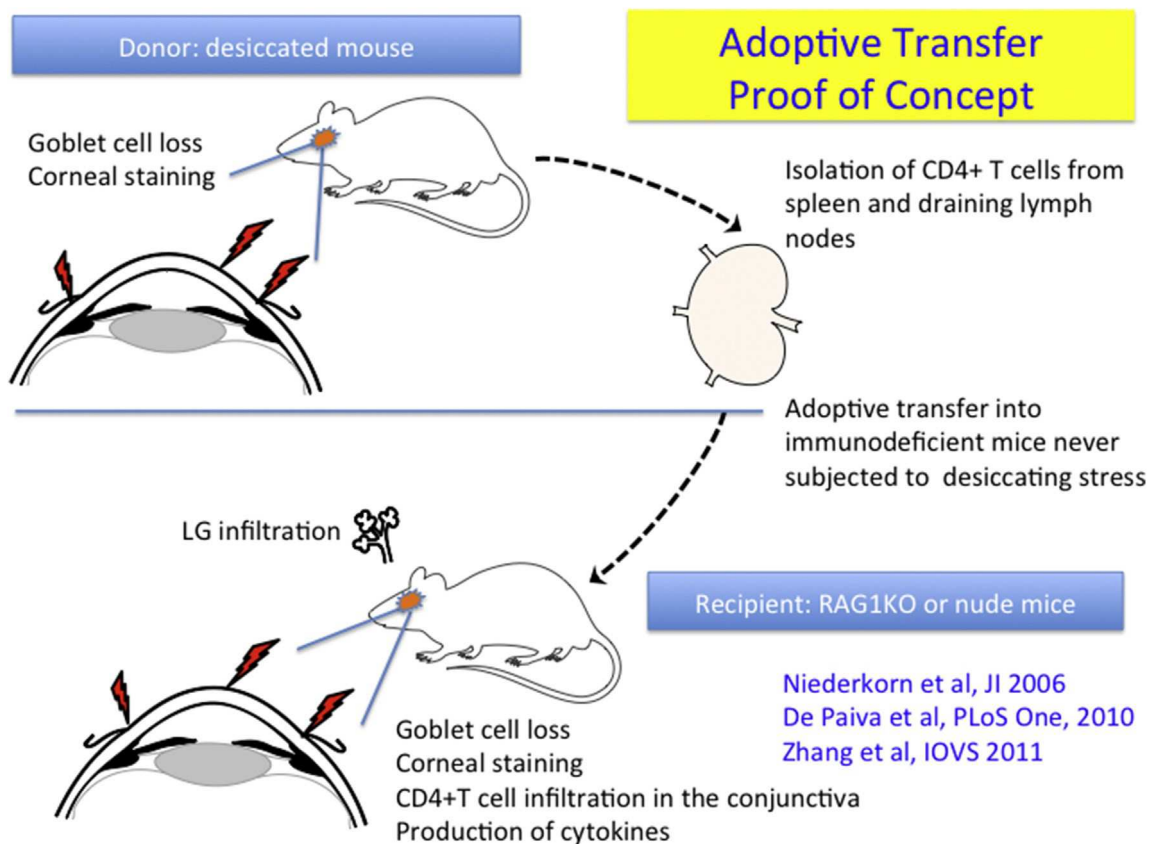 Donor: desiccated mouse
Adoptive Transfer
Proof of Concept
Goblet cell loss
Corneal staining
Isolation of CD4+ T cells from
spleen and draining lymph
nodes
Adoptive transfer into
immunodeficient mice never
subjected to desiccating stress
LG infiltration
Recipient: RAG1KO or nude mice
Niederkorn et al, JI 2006
De Paiva et al, PLoS One, 2010
Zhang et al, IOVS 2011
Goblet cell loss
Corneal staining
CD4+T cell infiltration in the conjunctiva
Production of cytokines